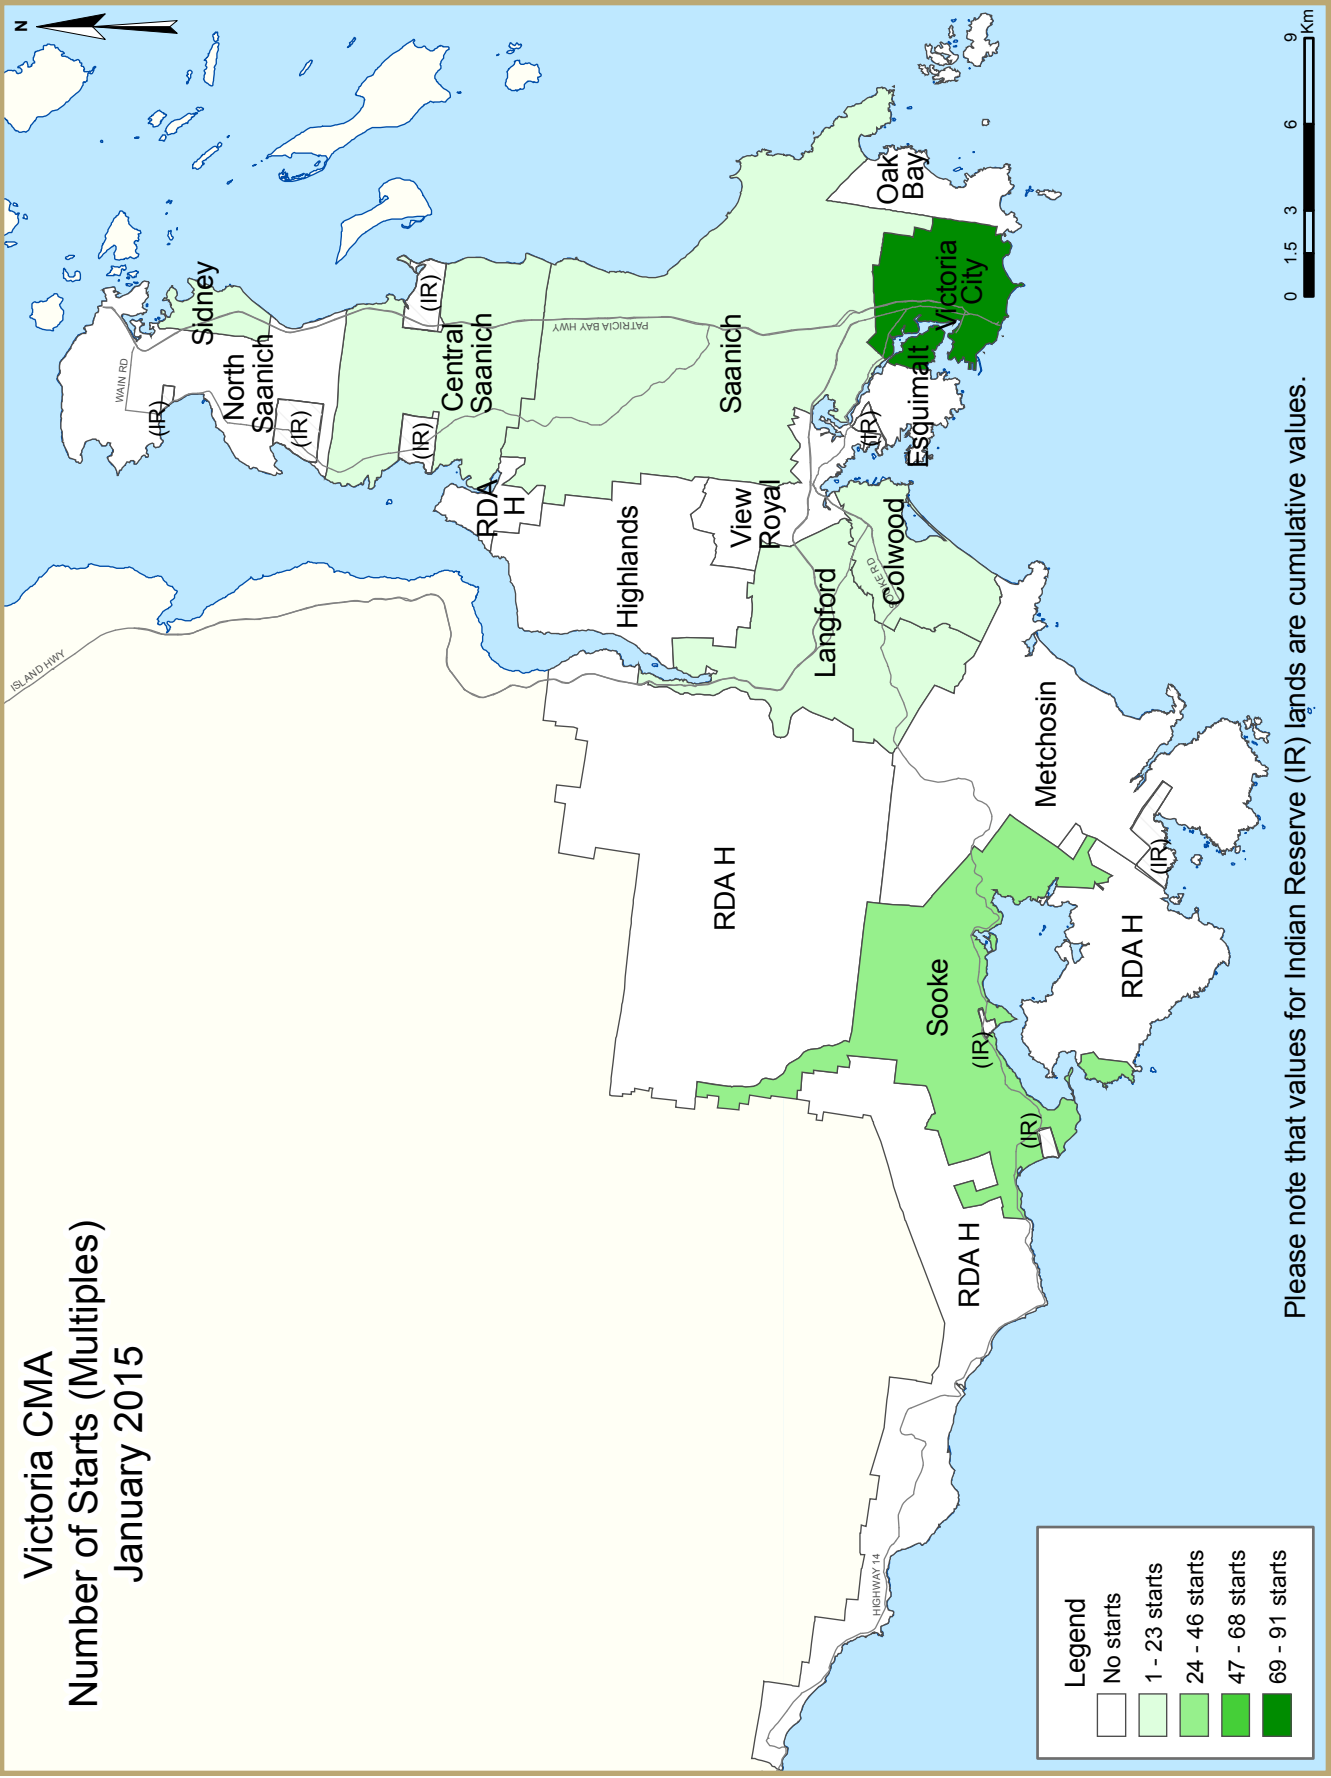 Victoria CMA
Number of Starts (Multiples)
January 2015
N
ISLAND HWY
WAIN RD
Sidney
North
Saanich
(IR)
(IR)
(IR)
(IR)
Central
Saanich
PATRICIA BAY HWY
RDA
H
Saanich
Highlands
View
Royal
Oak
Bay
Victoria
City
Esquimalt
(IR)
Langford
Colwood
SOOKE RD
Metchosin
(IR)
RDA H
Sooke
(IR)
(IR)
RDA H
RDA H
HIGHWAY 14
Legend
No starts
1 - 23 starts
24 - 46 starts
47 - 68 starts
69 - 91 starts
Please note that values for Indian Reserve (IR) lands are cumulative values.
0 1.5 3 6 9
Km